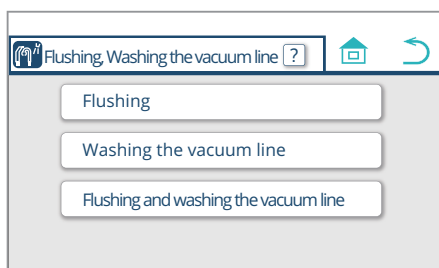 Flushing, Washing the vacuum line ?
Flushing
Washing the vacuum line
Flushing and washing the vacuum line